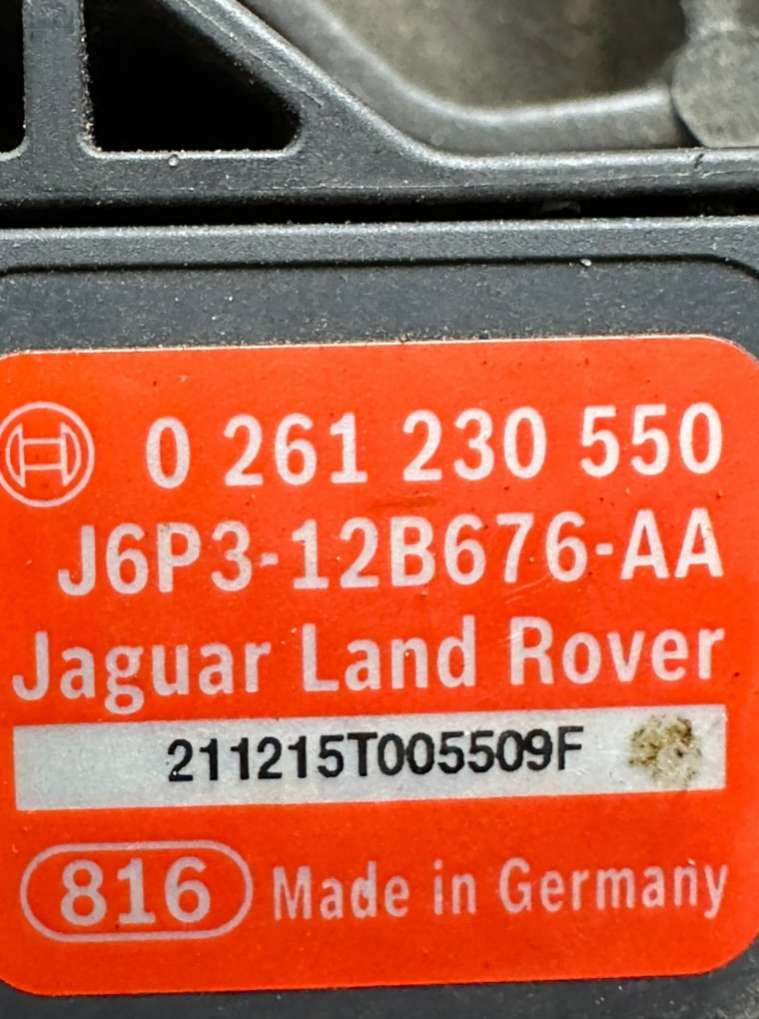 0 261 230 550
J6P3-12B676-AA
Jaguar Land Rover
211215T005509F
816 Made in Germany